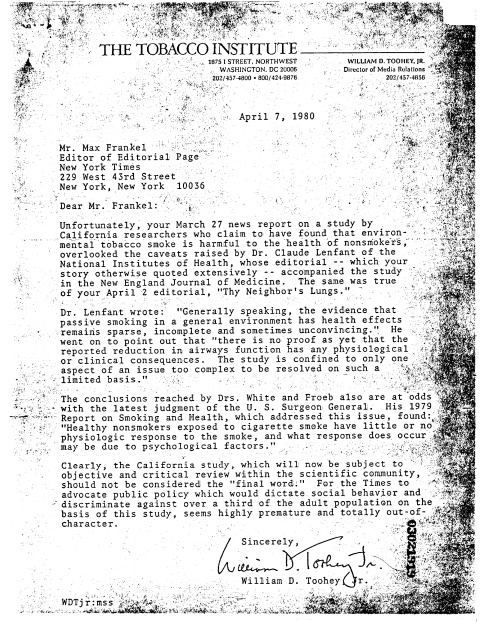 THE TOBACCO INSTITUTE
1875 I STREET, NORTHWEST
WASHINGTON, DC 20006
202/457-4800 • 800/424-9876
WILLIAM D. TOOHEY, JR.
Director of Media Relations
202/457-4856
April 7, 1980
Mr. Max Frankel
Editor of Editorial Page
New York Times
229 West 43rd Street
New York, New York 10036
Dear Mr. Frankel:
Unfortunately, your March 27 news report on a study by
California researchers who claim to have found that environ-
mental tobacco smoke is harmful to the health of nonsmokers,
overlooked the caveats raised by Dr. Claude Lenfant of the
National Institutes of Health, whose editorial -- which your
story otherwise quoted extensively -- accompanied the study
in the New England Journal of Medicine. The same was true
of your April 2 editorial, "Thy Neighbor's Lungs."
Dr. Lenfant wrote: "Generally speaking, the evidence that
passive smoking in a general environment has health effects
remains sparse, incomplete and sometimes unconvincing." He
went on to point out that "there is no proof as yet that the
reported reduction in airways function has any physiological
or clinical consequences. The study is confined to only one
aspect of an issue too complex to be resolved on such a
limited basis."
The conclusions reached by Drs. White and Froeb also are at odds
with the latest judgment of the U. S. Surgeon General. His 1979
Report on Smoking and Health, which addressed this issue, found:
"Healthy nonsmokers exposed to cigarette smoke have little or no
physiologic response to the smoke, and what response does occur
may be due to psychological factors."
Clearly, the California study, which will now be subject to
objective and critical review within the scientific community,
should not be considered the "final word." For the Times to
advocate public policy which would dictate social behavior and
discriminate against over a third of the adult population on the
basis of this study, seems highly premature and totally out-of-
character.
Sincerely,
William D. Toohey Jr.
William D. Toohey, Jr.
WDTjr:mss